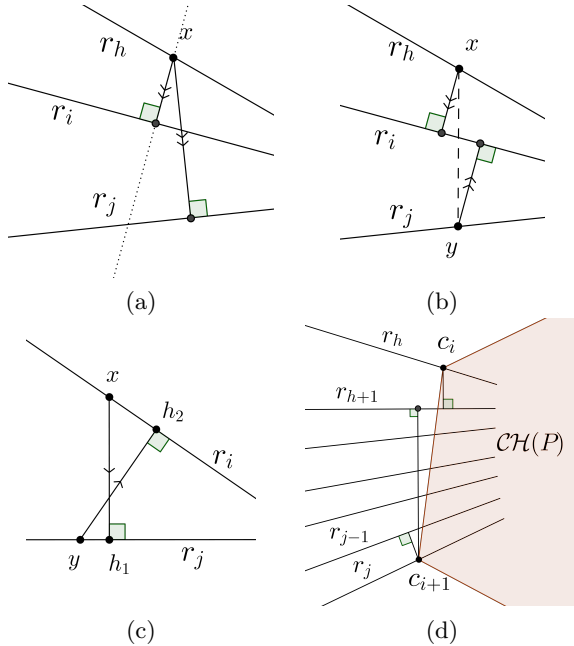 r_h x
r_i
r_j
(a)
r_h x
r_i
r_j
y
(b)
x
h_2
r_i
y h_1 r_j
(c)
r_h c_i
r_{h+1}
CH(P)
r_{j-1}
r_j c_{i+1}
(d)